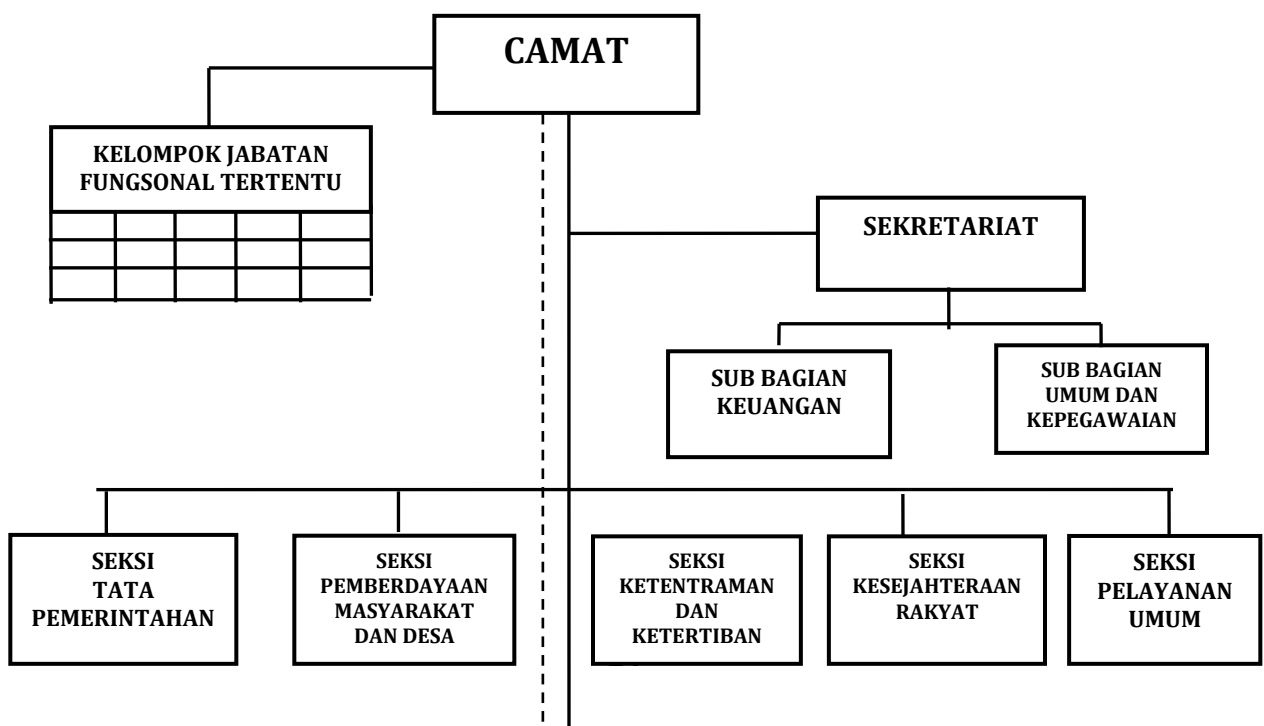 CAMAT
KELOMPOK JABATAN
FUNGSONAL TERTENTU
SEKRETARIAT
SUB BAGIAN
KEUANGAN
SUB BAGIAN
UMUM DAN
KEPEGAWAIAN
SEKSI
TATA
PEMERINTAHAN
SEKSI
PEMBERDAYAAN
MASYARAKAT
DAN DESA
SEKSI
KETENTRAMAN
DAN
KETERTIBAN
SEKSI
KESEJAHTERAAN
RAKYAT
SEKSI
PELAYANAN
UMUM